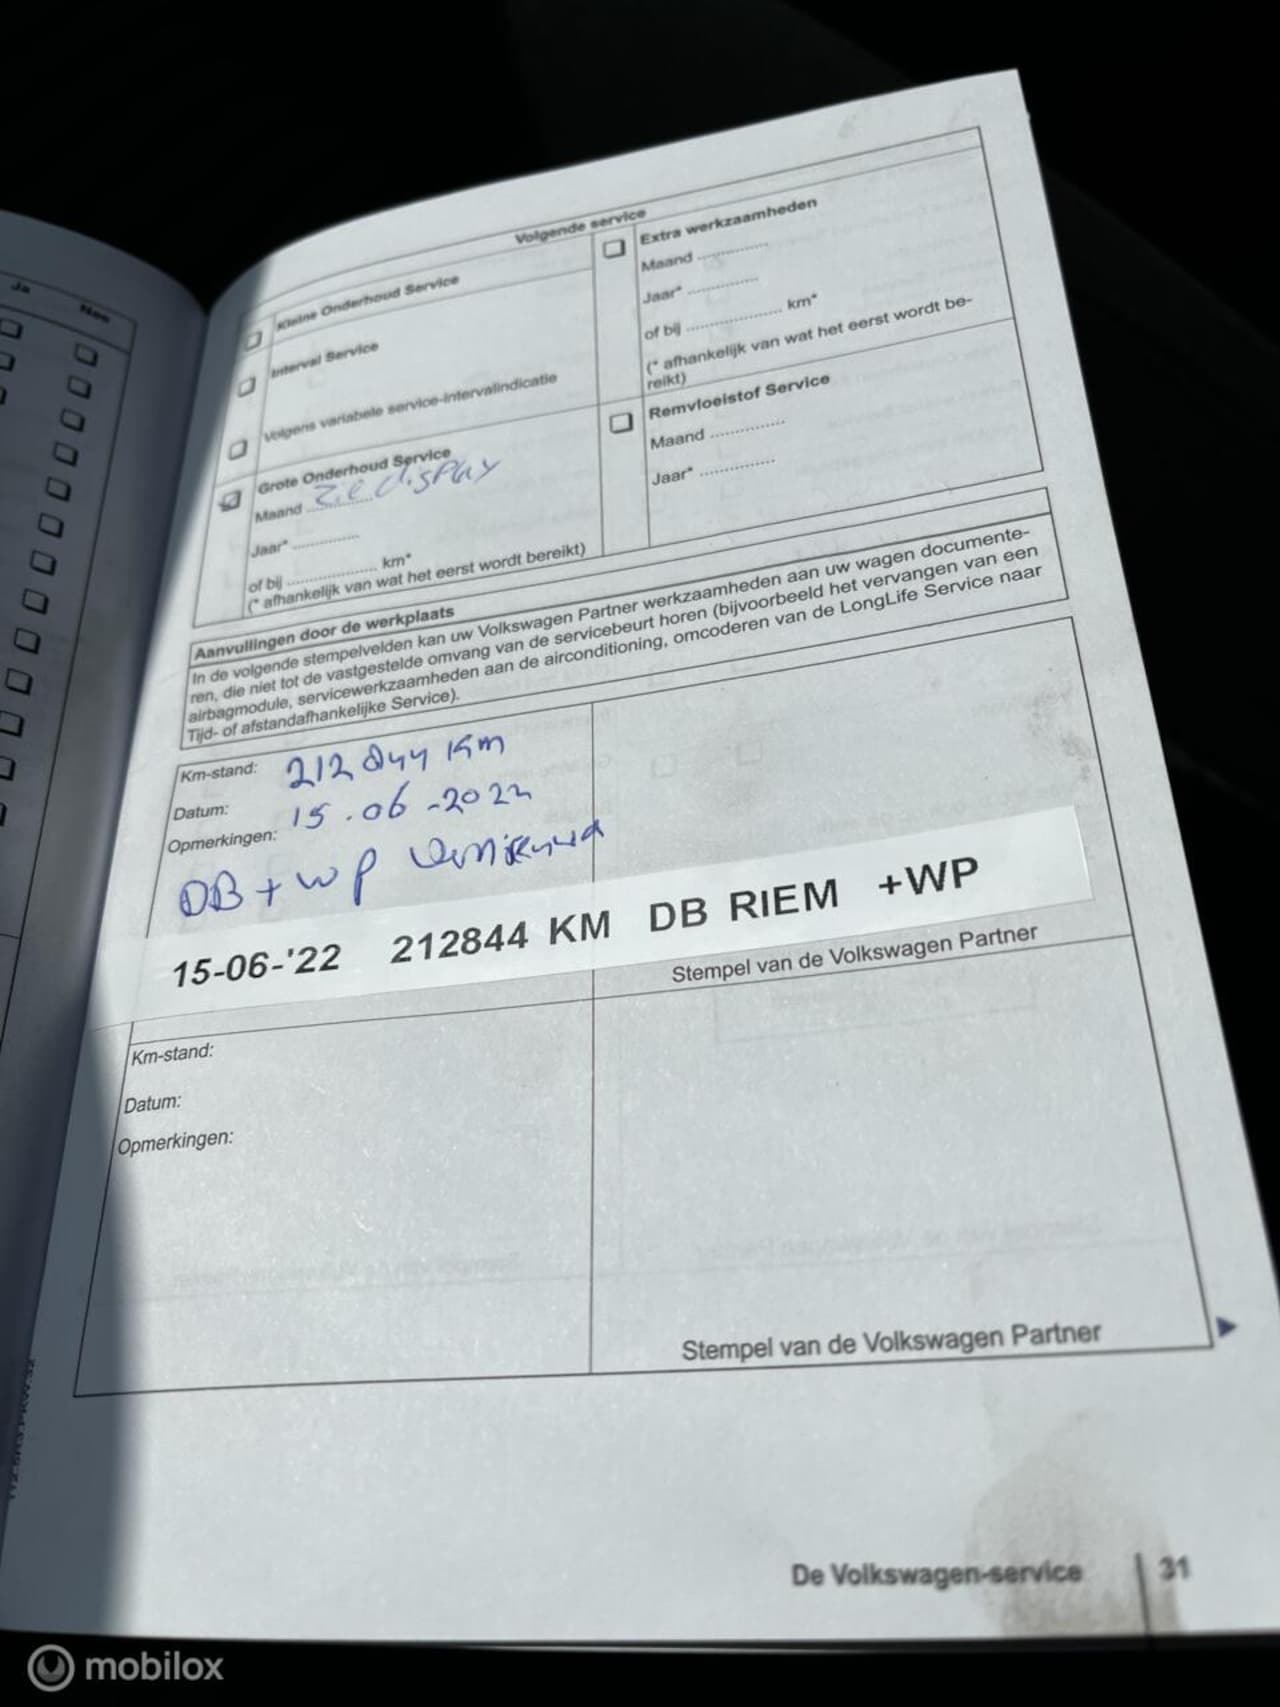 Ja Nee
Volgende service
Kleine Onderhoud Service
Interval Service
Volgens variabele service-intervalindicatie
Grote Onderhoud Service
Maand ............ zie display
Jaar* ...............
of bij .................... km*
(* afhankelijk van wat het eerst wordt bereikt)
Extra werkzaamheden
Maand ...............
Jaar* ...............
of bij .................... km*
(* afhankelijk van wat het eerst wordt be-
reikt)
Remvloeistof Service
Maand ...............
Jaar* ...............
Aanvullingen door de werkplaats
In de volgende stempelvelden kan uw Volkswagen Partner werkzaamheden aan uw wagen documente-
ren, die niet tot de vastgestelde omvang van de servicebeurt horen (bijvoorbeeld het vervangen van een
airbagmodule, servicewerkzaamheden aan de airconditioning, omcoderen van de LongLife Service naar
Tijd- of afstandafhankelijke Service).
Km-stand: 212844 Km
Datum: 15.06-2022
Opmerkingen:
DB + WP
15-06-'22 212844 KM DB RIEM +WP
Stempel van de Volkswagen Partner
Km-stand:
Datum:
Opmerkingen:
Stempel van de Volkswagen Partner
De Volkswagen-service 31
mobilox